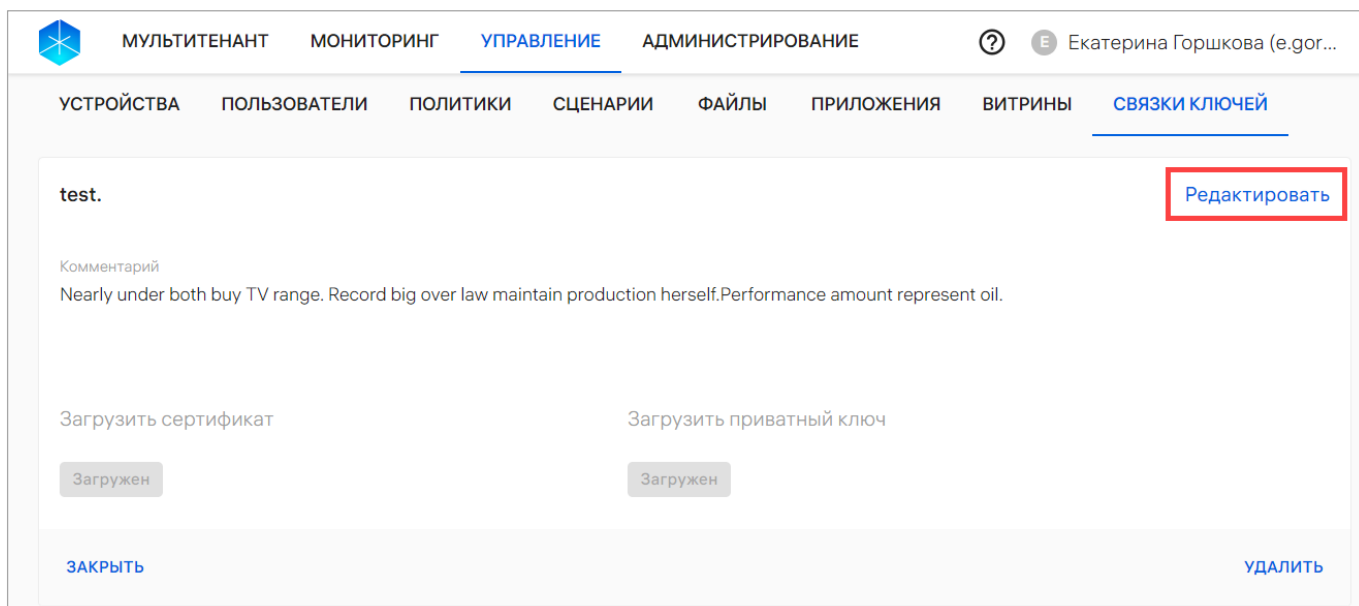 МУЛЬТИТЕНАНТ МОНИТОРИНГ УПРАВЛЕНИЕ АДМИНИСТРИРОВАНИЕ ? E Екатерина Горшкова (e.gor...
УСТРОЙСТВА ПОЛЬЗОВАТЕЛИ ПОЛИТИКИ СЦЕНАРИИ ФАЙЛЫ ПРИЛОЖЕНИЯ ВИТРИНЫ СВЯЗКИ КЛЮЧЕЙ
test. Редактировать
Комментарий
Nearly under both buy TV range. Record big over law maintain production herself.Performance amount represent oil.
Загрузить сертификат Загрузить приватный ключ
Загружен Загружен
ЗАКРЫТЬ УДАЛИТЬ